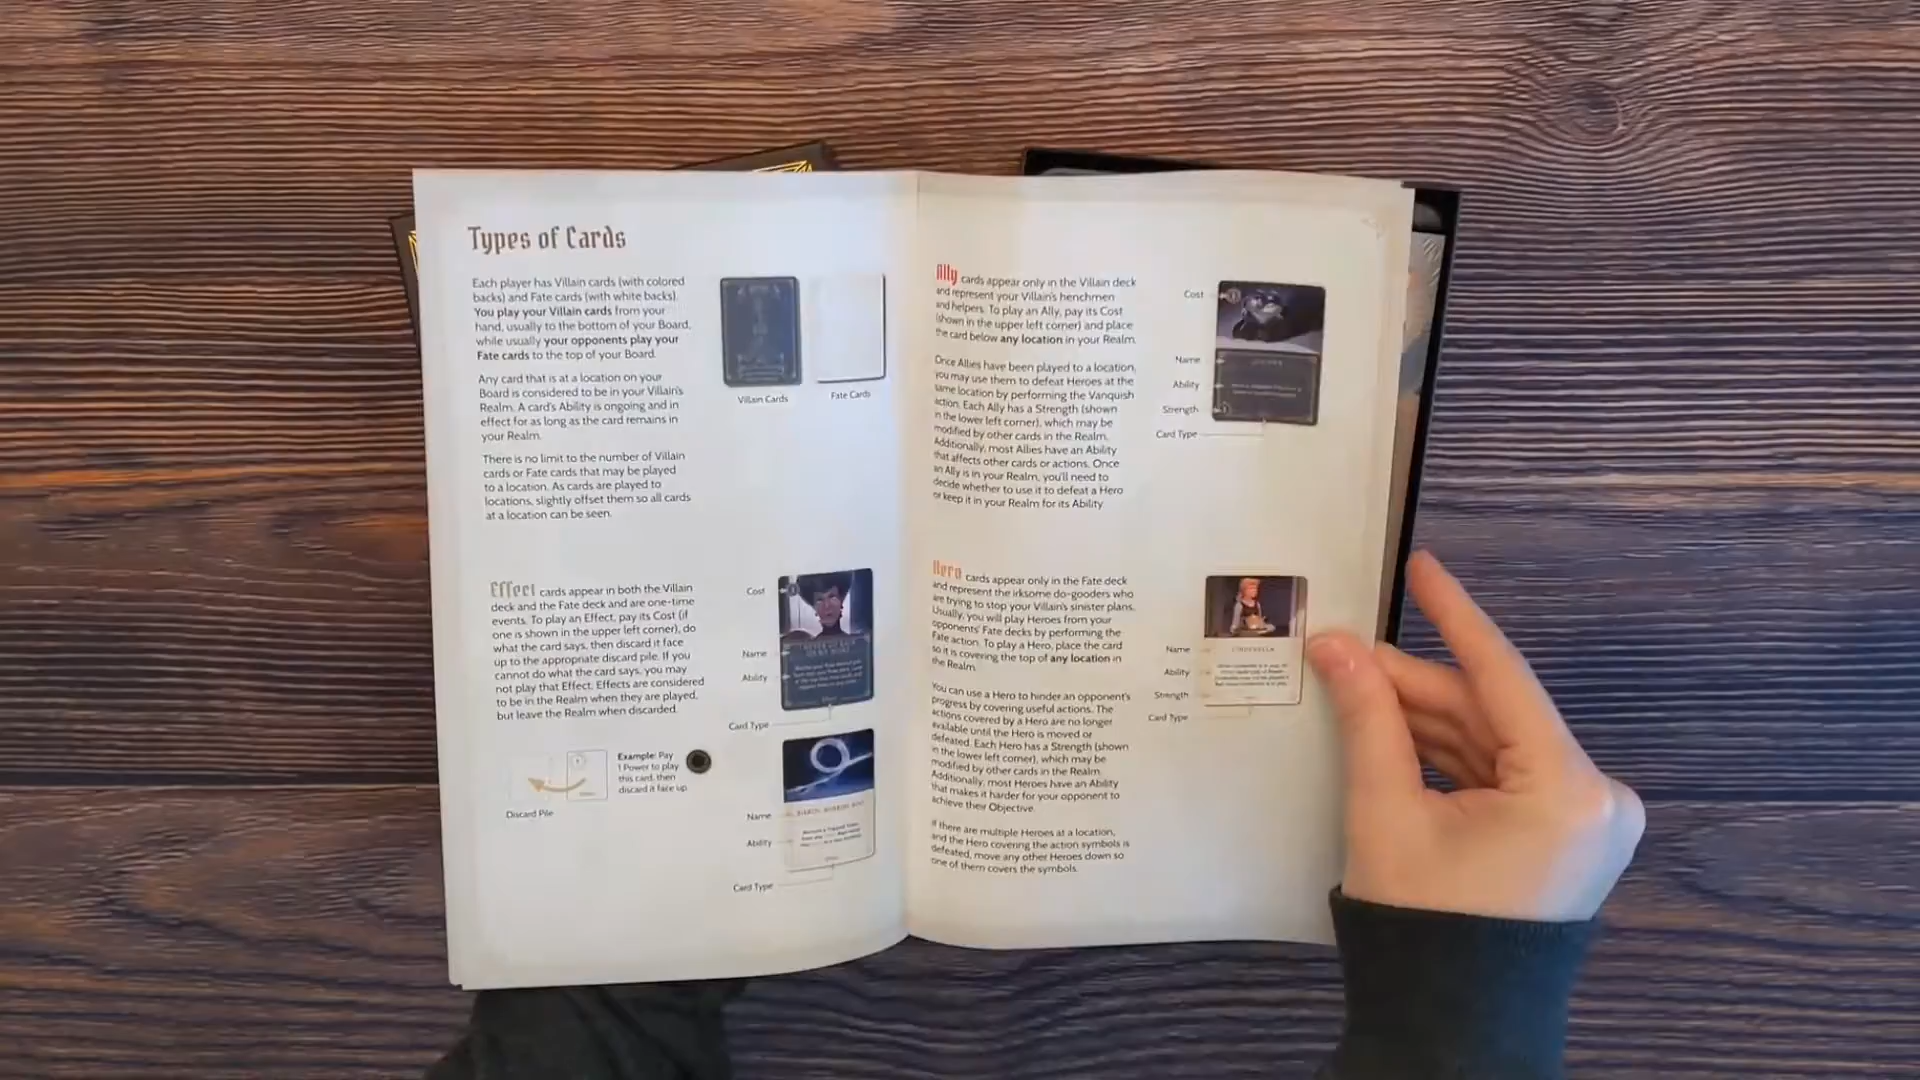 Types of Cards
Each player has Villain cards (with colored
backs) and Fate cards (with white backs).
You play your Villain cards from your
hand, usually to the bottom of your Board,
while usually your opponents play your
Fate cards to the top of your Board.
Any card that is at a location on your
Board is considered to be in your Villain's
Realm. A card's Ability is ongoing and in
effect for as long as the card remains in
your Realm.
There is no limit to the number of Villain
cards or Fate cards that may be played
to a location. As cards are played to
locations, slightly offset them so all cards
at a location can be seen.
Villain Cards
Fate Cards
Effect cards appear in both the Villain
deck and the Fate deck and are one-time
events. To play an Effect, pay its Cost (if
one is shown in the upper left corner), do
what the card says, then discard it face
up to the appropriate discard pile. If you
cannot do what the card says, you may
not play that Effect. Effects are considered
to be in the Realm when they are played,
but leave the Realm when discarded.
Cost
Name
Ability
Card Type
Example: Pay
1 Power to play
this card, then
discard it face up.
Discard Pile
Name
Ability
Card Type
Ally cards appear only in the Villain deck
and represent your Villain's henchmen
and helpers. To play an Ally, pay its Cost
(shown in the upper left corner) and place
the card below any location in your Realm.
Once Allies have been played to a location,
you may use them to defeat Heroes at the
same location by performing the Vanquish
action. Each Ally has a Strength (shown
in the lower left corner), which may be
modified by other cards in the Realm.
Additionally, most Allies have an Ability
that affects other cards or actions. Once
an Ally is in your Realm, you'll need to
decide whether to use it to defeat a Hero
or keep it in your Realm for its Ability
Cost
Name
Ability
Strength
Card Type
Hero cards appear only in the Fate deck
and represent the irksome do-gooders who
are trying to stop your Villain's sinister plans.
Usually, you will play Heroes from your
opponents' Fate decks by performing the
Fate action. To play a Hero, place the card
so it is covering the top of any location in
the Realm.
You can use a Hero to hinder an opponent's
progress by covering useful actions. The
actions covered by a Hero are no longer
available until the Hero is moved or
defeated. Each Hero has a Strength (shown
in the lower left corner), which may be
modified by other cards in the Realm.
Additionally, most Heroes have an Ability
that makes it harder for your opponent to
achieve their Objective.
If there are multiple Heroes at a location,
and the Hero covering the action symbols is
defeated, move any other Heroes down so
one of them covers the symbols.
CINDERELLA
Name
Ability
Strength
Card Type